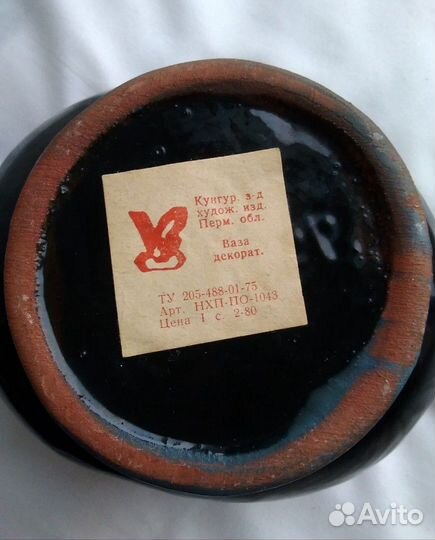 Кунгур. з-д
худож. изд.
Перм. обл.
Ваза
декорат.
ТУ 205-488-01-75
Арт. НХП-ПО-1043
Цена 1 с. 2-80
Avito